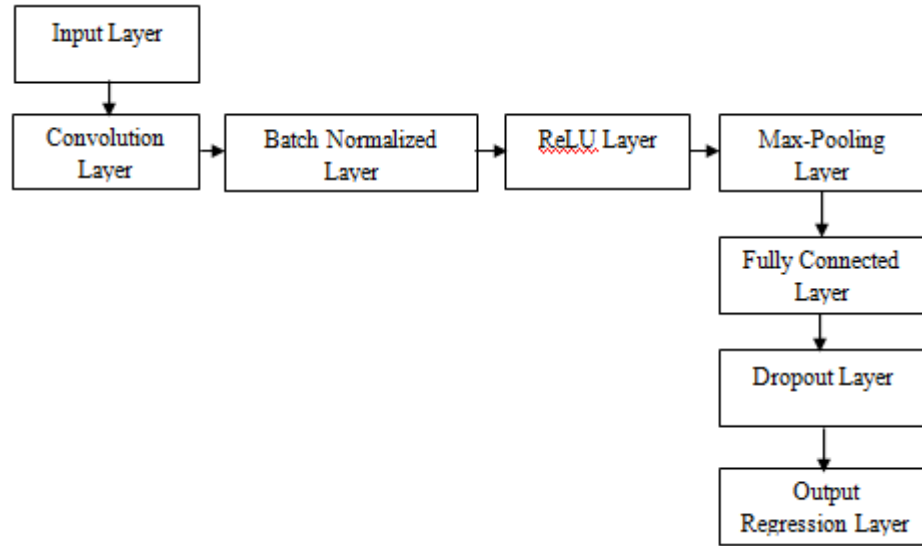 Input Layer
Convolution
Layer
Batch Normalized
Layer
ReLU Layer
Max-Pooling
Layer
Fully Connected
Layer
Dropout Layer
Output
Regression Layer